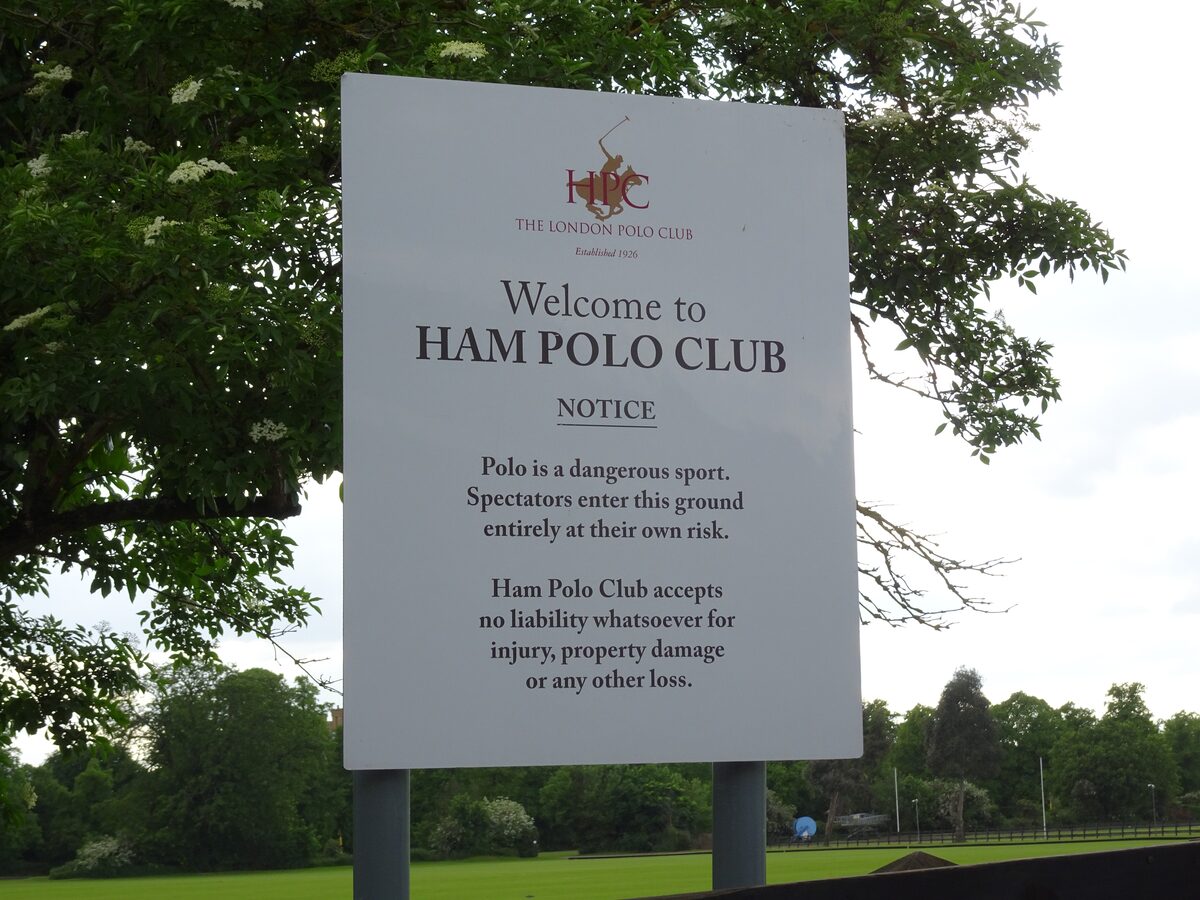 HPC
THE LONDON POLO CLUB
Established 1926
Welcome to
HAM POLO CLUB
NOTICE
Polo is a dangerous sport.
Spectators enter this ground
entirely at their own risk.
Ham Polo Club accepts
no liability whatsoever for
injury, property damage
or any other loss.